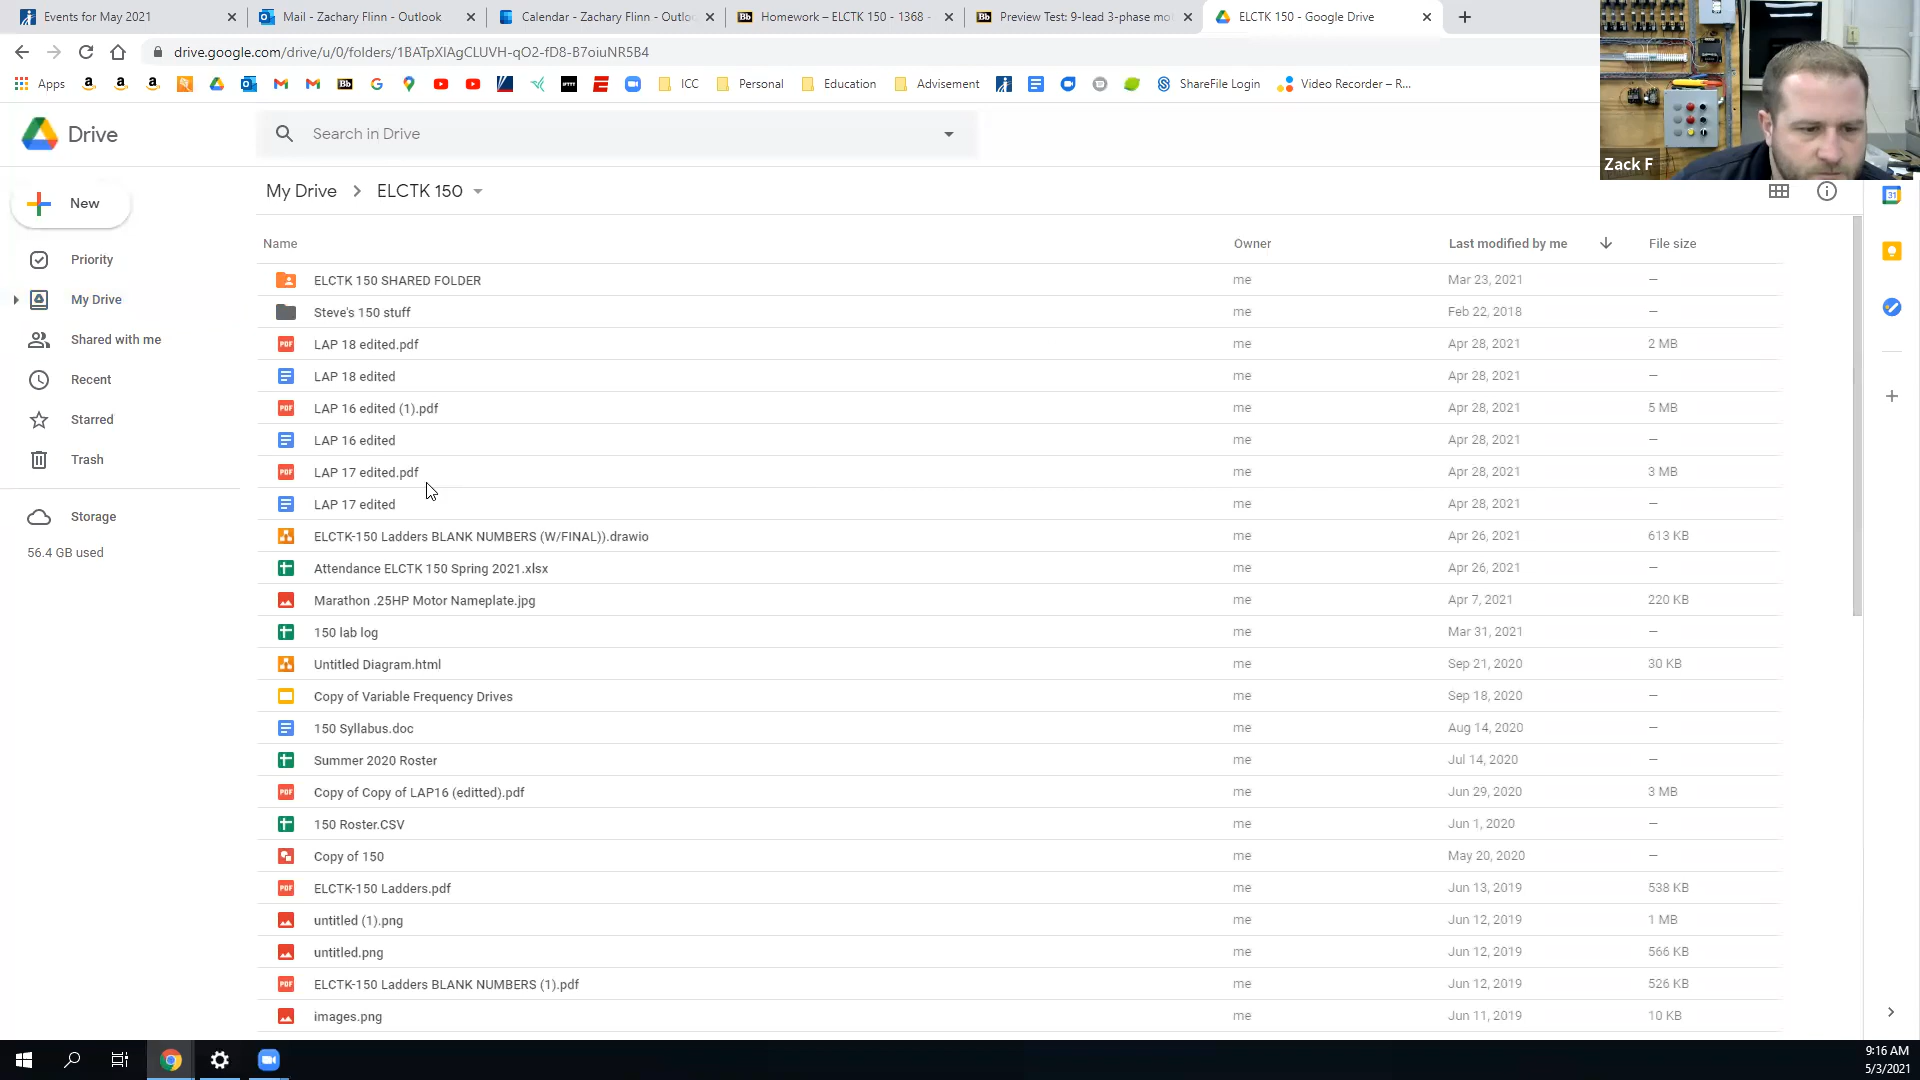 Events for May 2021
Mail - Zachary Flinn - Outlook
Calendar - Zachary Flinn - Outlo
Homework – ELCTK 150 - 1368 -
Preview Test: 9-lead 3-phase mo
ELCTK 150 - Google Drive
drive.google.com/drive/u/0/folders/1BATpXIAgCLUVH-qO2-fD8-B7oiuNR5B4
Apps
ICC
Personal
Education
Advisement
ShareFile Login
Video Recorder – R...
Zack F
Drive
Search in Drive
My Drive > ELCTK 150
New
Priority
My Drive
Shared with me
Recent
Starred
Trash
Storage
56.4 GB used
Name Owner Last modified by me File size
ELCTK 150 SHARED FOLDER me Mar 23, 2021 —
Steve's 150 stuff me Feb 22, 2018 —
LAP 18 edited.pdf me Apr 28, 2021 2 MB
LAP 18 edited me Apr 28, 2021 —
LAP 16 edited (1).pdf me Apr 28, 2021 5 MB
LAP 16 edited me Apr 28, 2021 —
LAP 17 edited.pdf me Apr 28, 2021 3 MB
LAP 17 edited me Apr 28, 2021 —
ELCTK-150 Ladders BLANK NUMBERS (W/FINAL)).drawio me Apr 26, 2021 613 KB
Attendance ELCTK 150 Spring 2021.xlsx me Apr 26, 2021 —
Marathon .25HP Motor Nameplate.jpg me Apr 7, 2021 220 KB
150 lab log me Mar 31, 2021 —
Untitled Diagram.html me Sep 21, 2020 30 KB
Copy of Variable Frequency Drives me Sep 18, 2020 —
150 Syllabus.doc me Aug 14, 2020 —
Summer 2020 Roster me Jul 14, 2020 —
Copy of Copy of LAP16 (editted).pdf me Jun 29, 2020 3 MB
150 Roster.CSV me Jun 1, 2020 —
Copy of 150 me May 20, 2020 —
ELCTK-150 Ladders.pdf me Jun 13, 2019 538 KB
untitled (1).png me Jun 12, 2019 1 MB
untitled.png me Jun 12, 2019 566 KB
ELCTK-150 Ladders BLANK NUMBERS (1).pdf me Jun 12, 2019 526 KB
images.png me Jun 11, 2019 10 KB
9:16 AM
5/3/2021